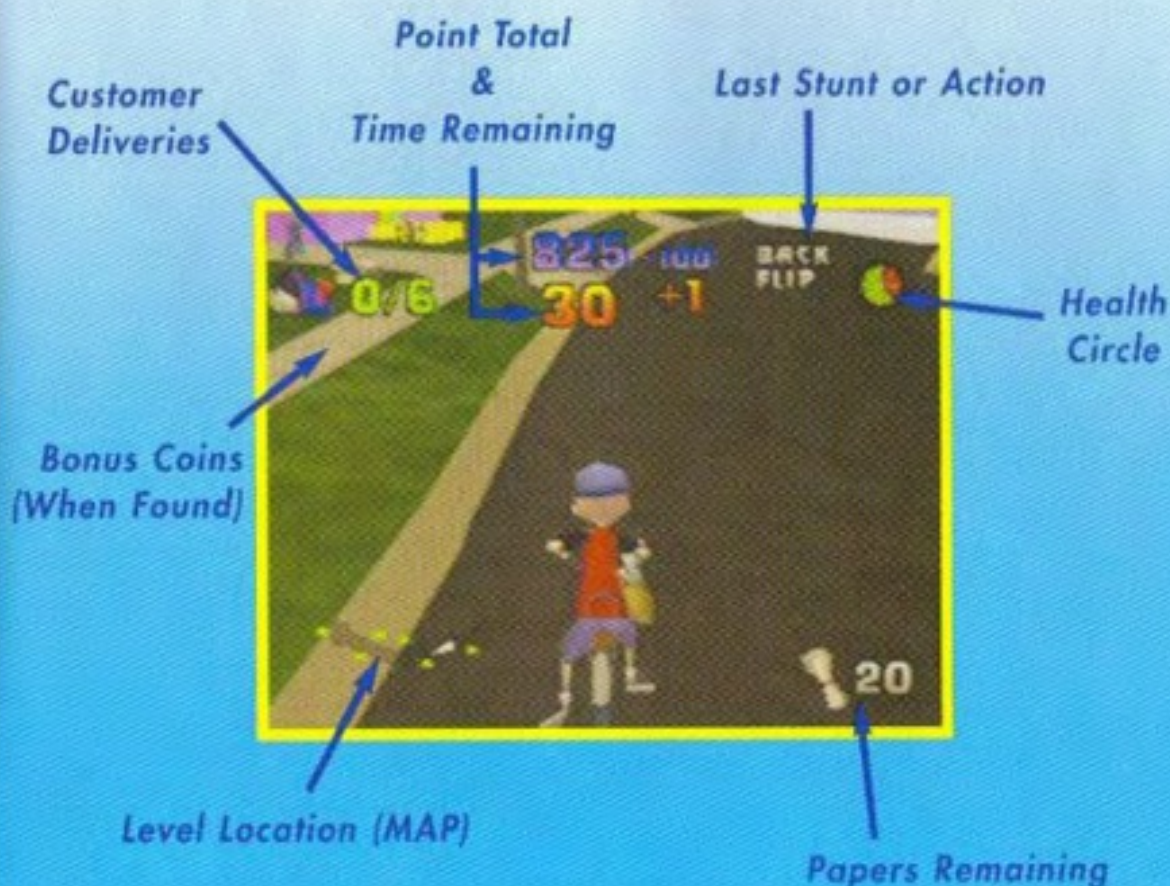 Point Total
&
Time Remaining
Customer
Deliveries
Last Stunt or Action
825 100
BACK
FLIP
0/6
30 +1
Health
Circle
Bonus Coins
(When Found)
20
Level Location (MAP)
Papers Remaining